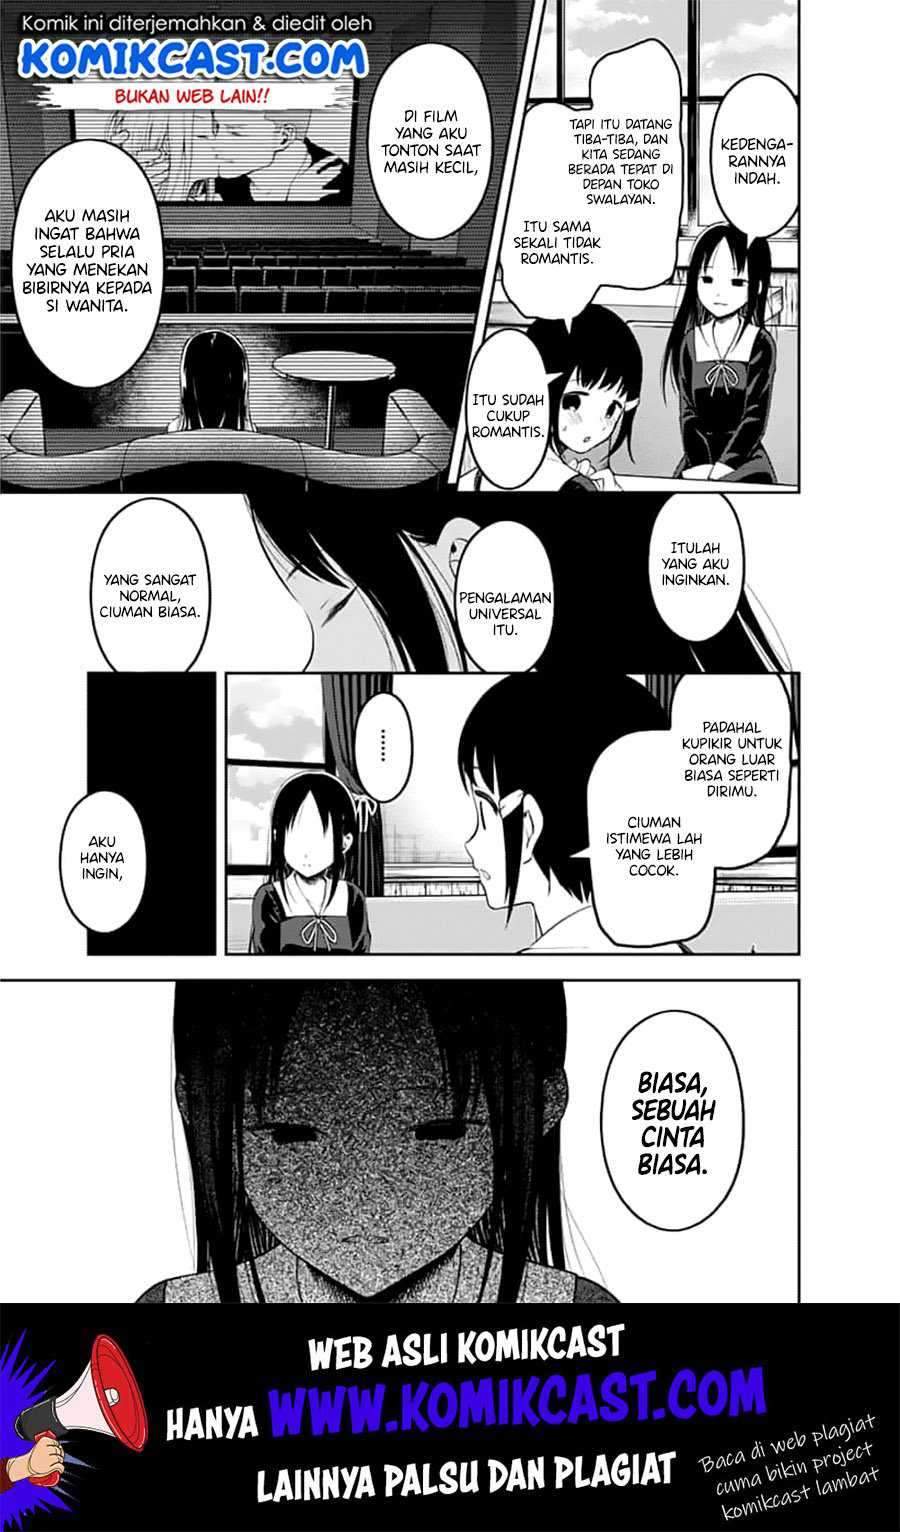 Komik ini diterjemahkan & diedit oleh
KOMIKCAST.COM
BUKAN WEB LAIN!!
KEDENGA-
RANNYA
INDAH.
TAPI ITU DATANG
TIBA-TIBA, DAN
KITA SEDANG
BERADA TEPAT DI
DEPAN TOKO
SWALAYAN.
ITU SAMA
SEKALI TIDAK
ROMANTIS.
ITU SUDAH
CUKUP
ROMANTIS.
DI FILM
YANG AKU
TONTON SAAT
MASIH KECIL,
AKU MASIH
INGAT BAHWA
SELALU PRIA
YANG MENEKAN
BIBIRNYA KEPADA
SI WANITA.
ITULAH
YANG AKU
INGINKAN.
PENGALAMAN
UNIVERSAL
ITU.
YANG SANGAT
NORMAL,
CIUMAN BIASA.
PADAHAL
KUPIKIR UNTUK
ORANG LUAR
BIASA SEPERTI
DIRIMU.
CIUMAN
ISTIMEWA LAH
YANG LEBIH
COCOK.
........
AKU
HANYA
INGIN,
BIASA,
SEBUAH
CINTA
BIASA.
WEB ASLI KOMIKCAST
HANYA WWW.KOMIKCAST.COM
LAINNYA PALSU DAN PLAGIAT
Baca di web plagiat
cuma bikin project
komikcast lambat